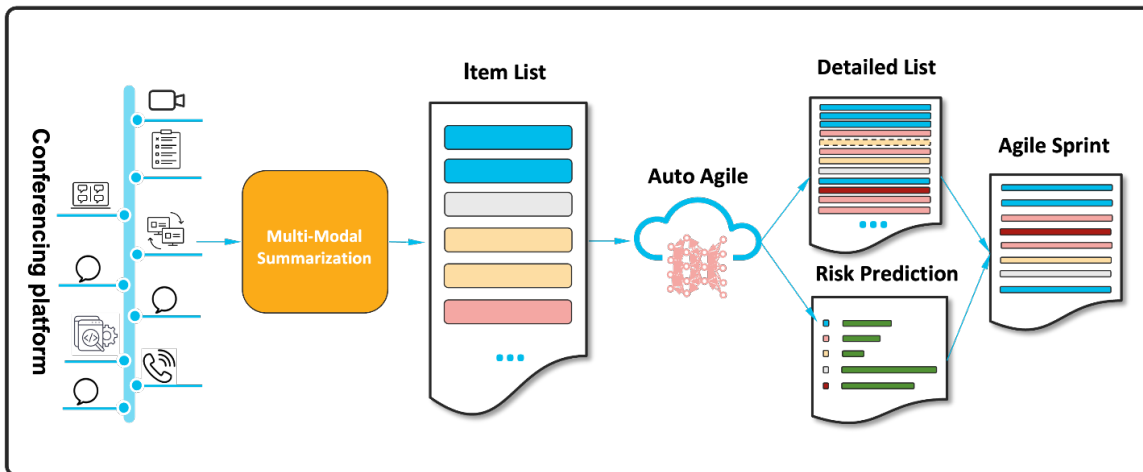 Conferencing platform
Multi-Modal
Summarization
Item List
Auto Agile
Detailed List
Risk Prediction
Agile Sprint